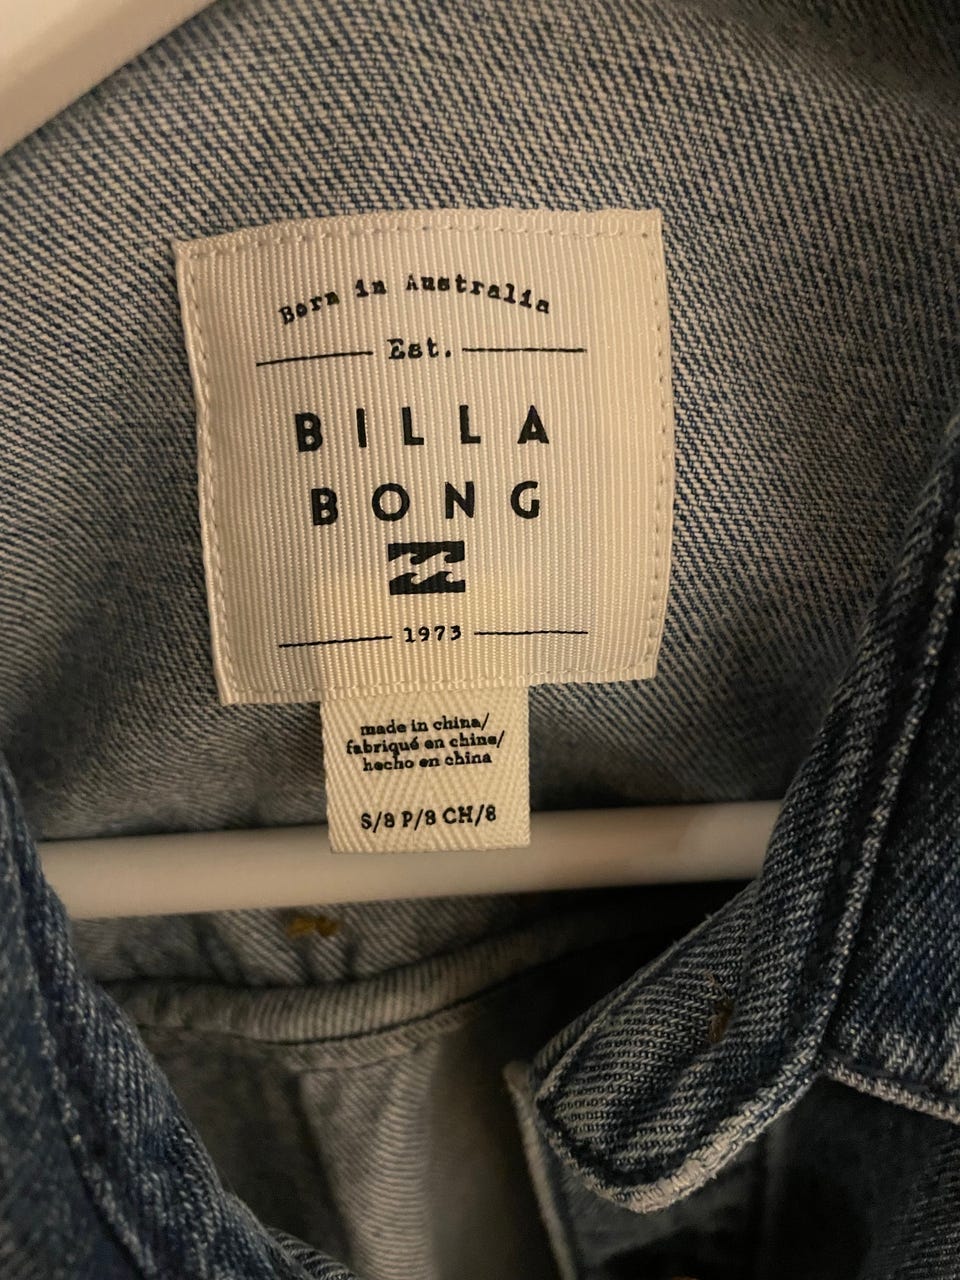 Born in Australia
Est.
BILLA
BONG
1973
made in china/
fabriqué en chine/
hecho en china
S/8 P/8 CH/8